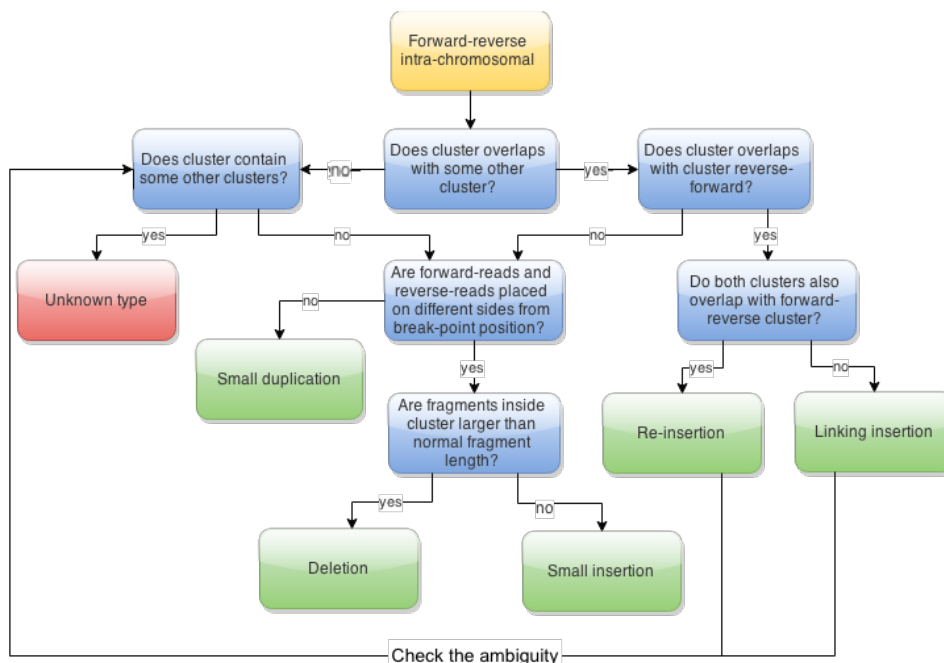 Forward-reverse
intra-chromosomal
Does cluster contain
some other clusters?
no
Does cluster overlaps
with some other
cluster?
yes
Does cluster overlaps
with cluster reverse-
forward?
yes
no
no
yes
Unknown type
Are forward-reads and
reverse-reads placed
on different sides from
break-point position?
Do both clusters also
overlap with forward-
reverse cluster?
no
Small duplication
yes
yes
no
Are fragments inside
cluster larger than
normal fragment
length?
Re-insertion
Linking insertion
yes
no
Deletion
Small insertion
Check the ambiguity